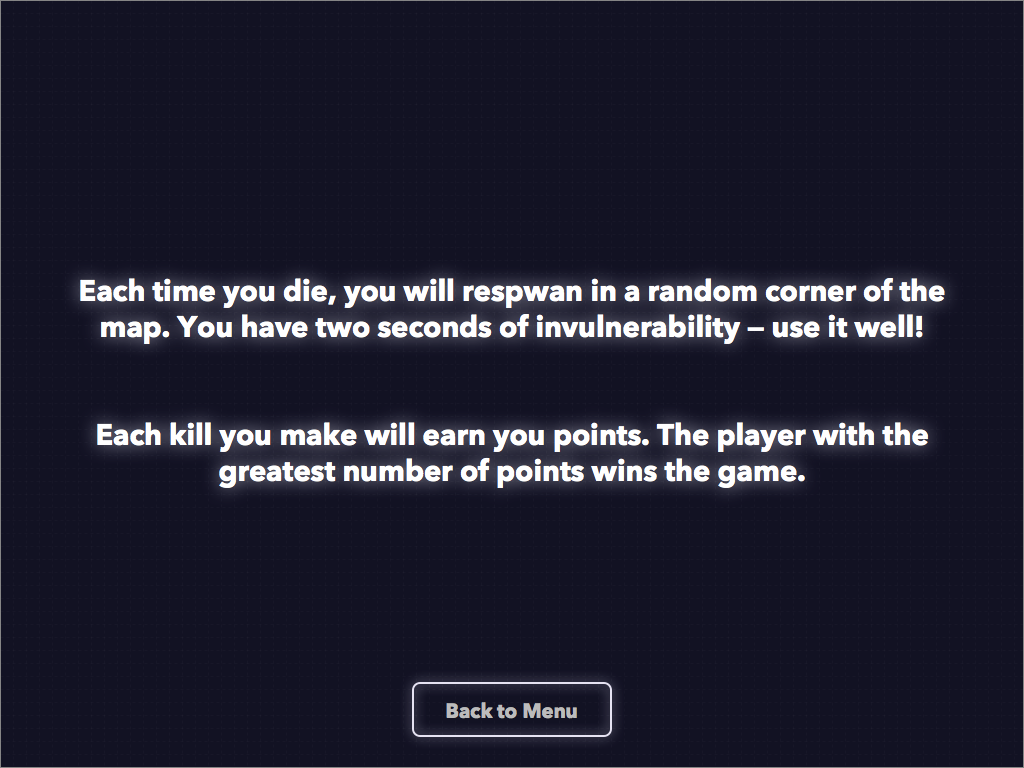 Each time you die, you will respwan in a random corner of the
map. You have two seconds of invulnerability – use it well!
Each kill you make will earn you points. The player with the
greatest number of points wins the game.
Back to Menu